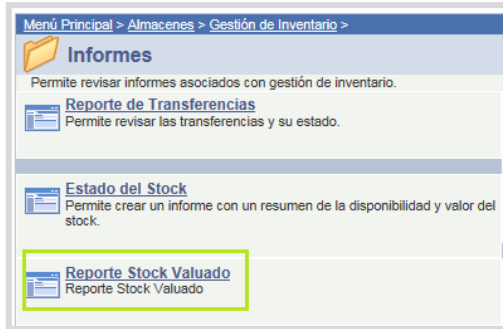 Menú Principal > Almacenes > Gestión de Inventario >
Informes
Permite revisar informes asociados con gestión de inventario.
Reporte de Transferencias
Permite revisar las transferencias y su estado.
Estado del Stock
Permite crear un informe con un resumen de la disponibilidad y valor del
stock.
Reporte Stock Valuado
Reporte Stock Valuado